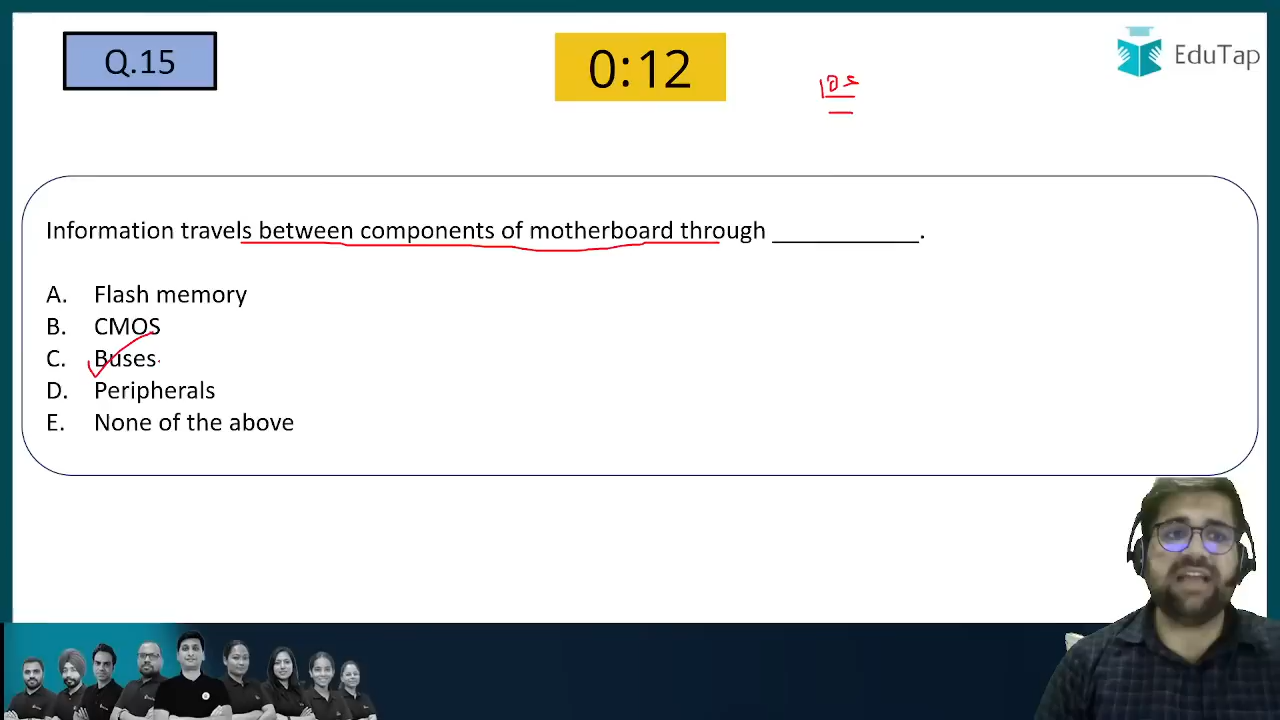 Q.15
0:12
EduTap
10s
Information travels between components of motherboard through ____________.
A. Flash memory
B. CMOS
C. Buses
D. Peripherals
E. None of the above